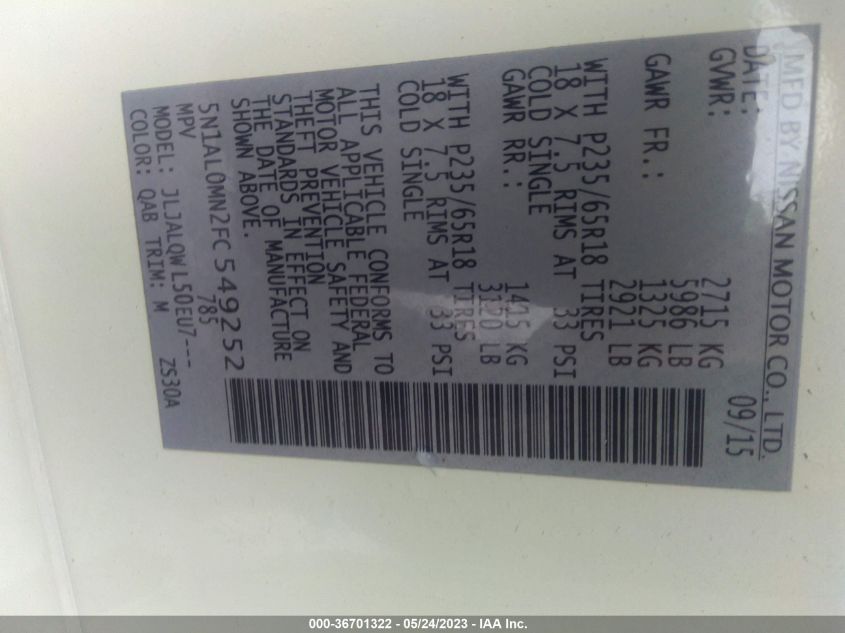 MFD BY NISSAN MOTOR CO., LTD.
DATE: 09/15
GVWR: 2715 KG
5986 LB
GAWR FR.: 1325 KG
2921 LB
WITH P235/65R18 TIRES
18 X 7.5 RIMS AT 33 PSI
COLD SINGLE
GAWR RR.: 1415 KG
3120 LB
WITH P235/65R18 TIRES
18 X 7.5 RIMS AT 33 PSI
COLD SINGLE
THIS VEHICLE CONFORMS TO
ALL APPLICABLE FEDERAL
MOTOR VEHICLE SAFETY AND
THEFT PREVENTION
STANDARDS IN EFFECT ON
THE DATE OF MANUFACTURE
SHOWN ABOVE.
5N1AL0MN2FC549252
MPV 785
MODEL: JLJALQWL50EU7---
COLOR: QAB TRIM: M ZS30A
000-36701322 - 05/24/2023 - IAA Inc.